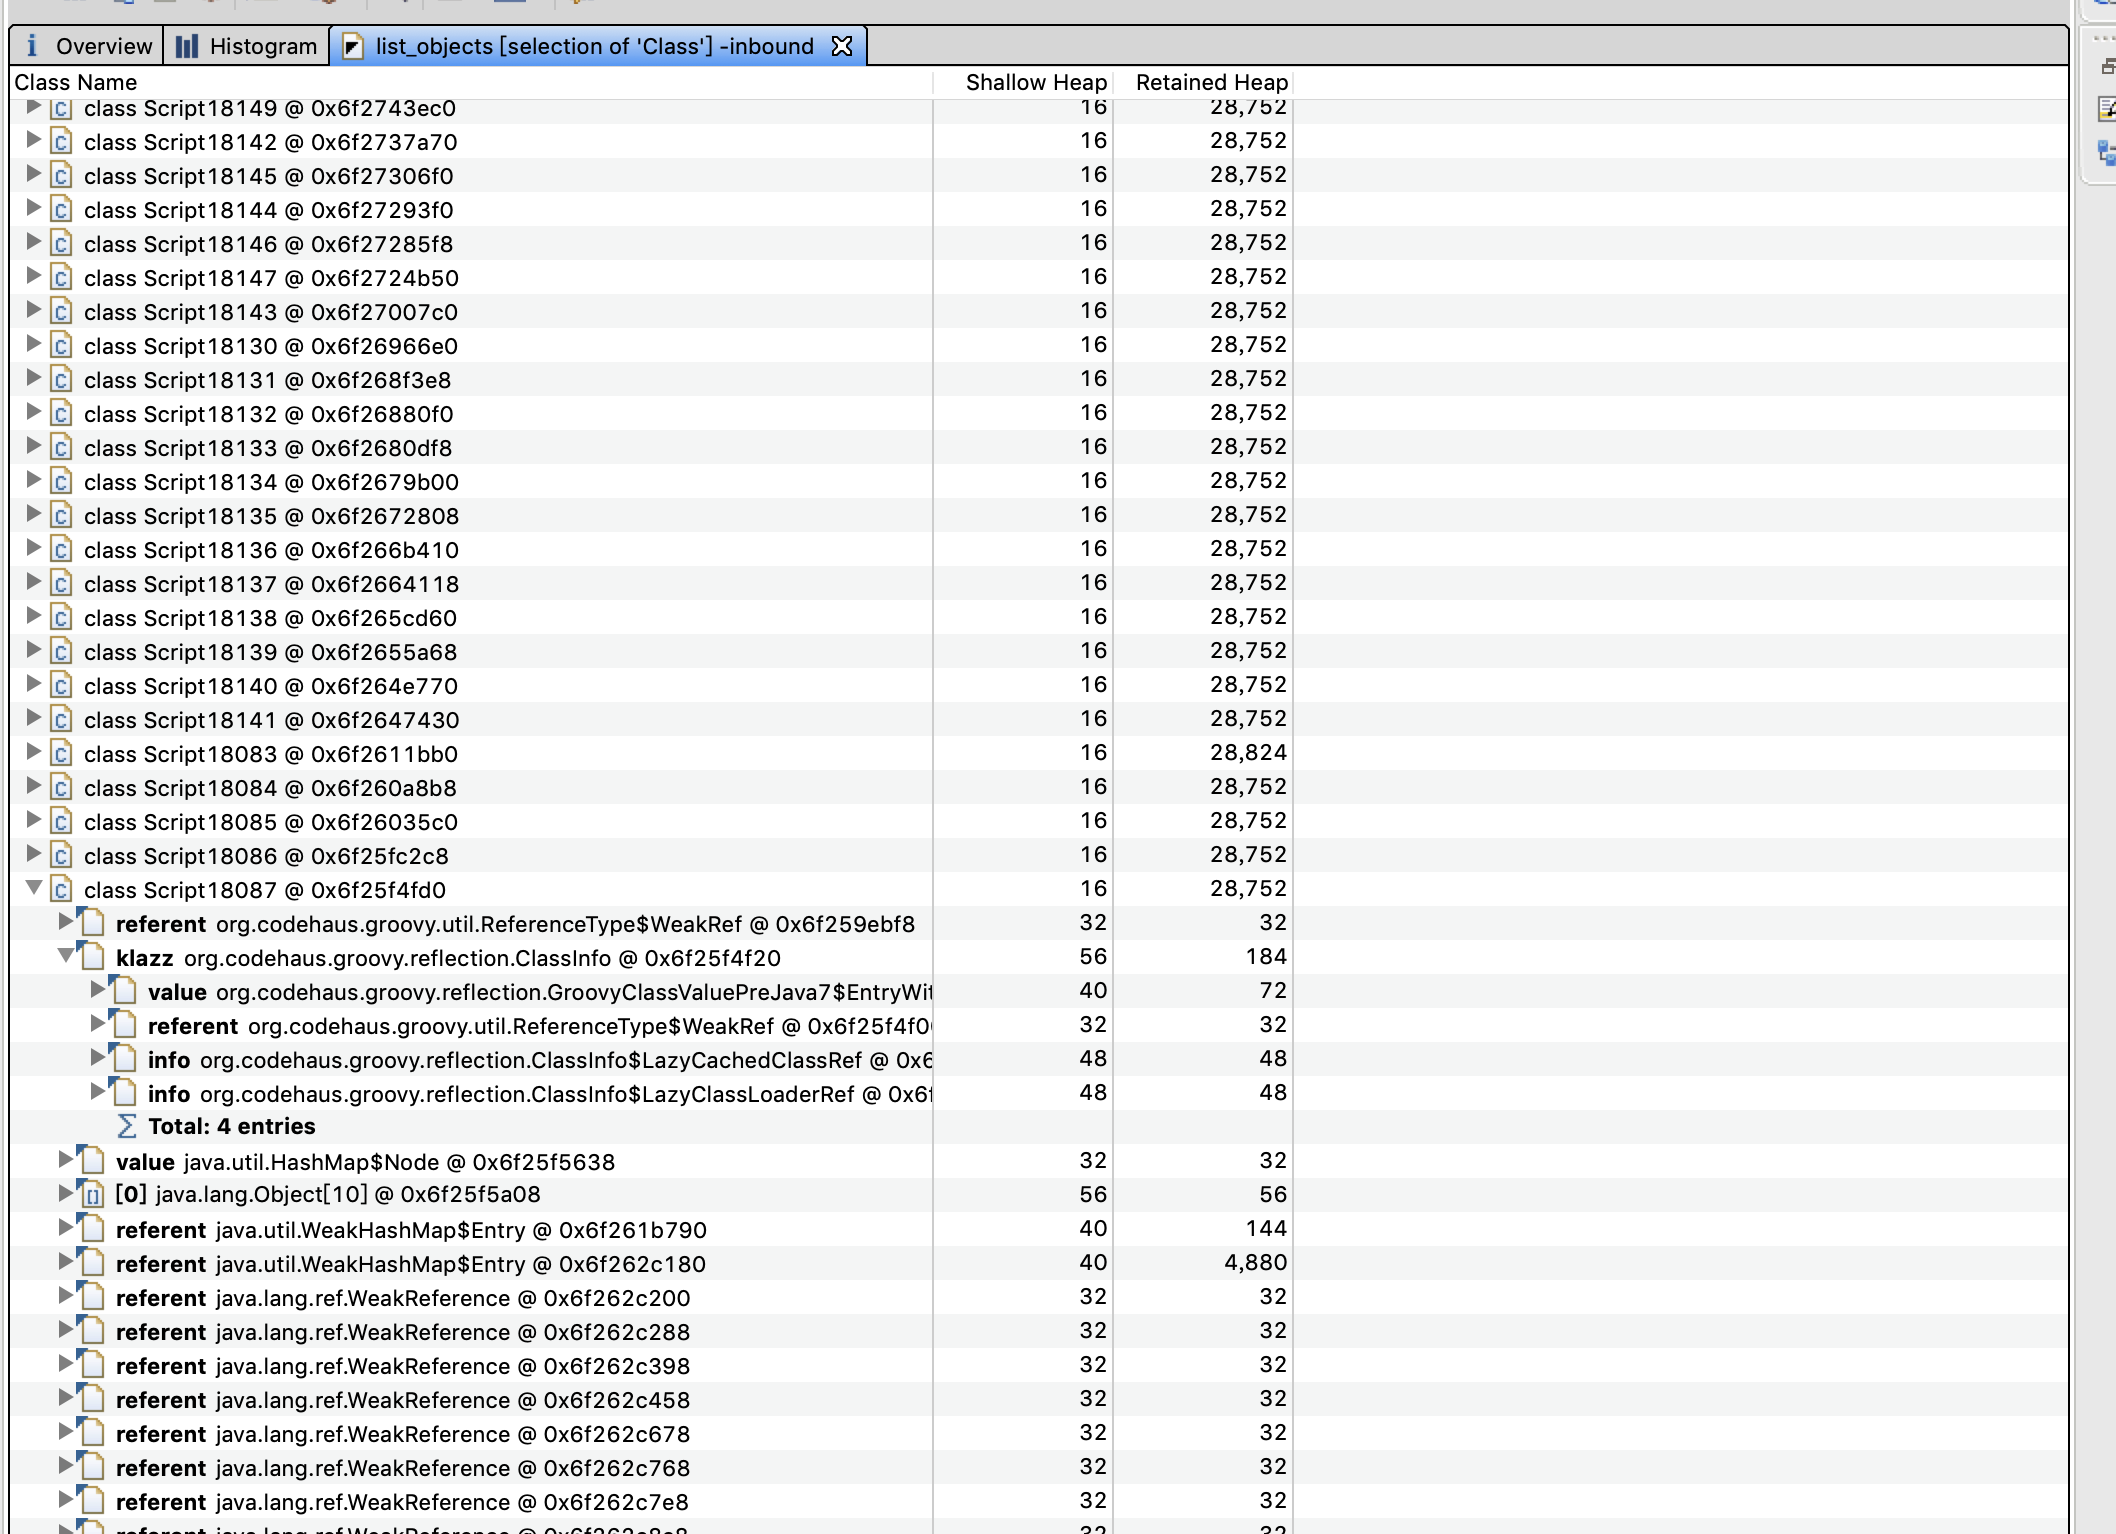 Overview Histogram list_objects [selection of 'Class'] -inbound
Class Name Shallow Heap Retained Heap
class Script18149 @ 0x6f2743ec0 16 28,752
class Script18142 @ 0x6f2737a70 16 28,752
class Script18145 @ 0x6f27306f0 16 28,752
class Script18144 @ 0x6f27293f0 16 28,752
class Script18146 @ 0x6f27285f8 16 28,752
class Script18147 @ 0x6f2724b50 16 28,752
class Script18143 @ 0x6f27007c0 16 28,752
class Script18130 @ 0x6f26966e0 16 28,752
class Script18131 @ 0x6f268f3e8 16 28,752
class Script18132 @ 0x6f26880f0 16 28,752
class Script18133 @ 0x6f2680df8 16 28,752
class Script18134 @ 0x6f2679b00 16 28,752
class Script18135 @ 0x6f2672808 16 28,752
class Script18136 @ 0x6f266b410 16 28,752
class Script18137 @ 0x6f2664118 16 28,752
class Script18138 @ 0x6f265cd60 16 28,752
class Script18139 @ 0x6f2655a68 16 28,752
class Script18140 @ 0x6f264e770 16 28,752
class Script18141 @ 0x6f2647430 16 28,752
class Script18083 @ 0x6f2611bb0 16 28,824
class Script18084 @ 0x6f260a8b8 16 28,752
class Script18085 @ 0x6f26035c0 16 28,752
class Script18086 @ 0x6f25fc2c8 16 28,752
class Script18087 @ 0x6f25f4fd0 16 28,752
referent org.codehaus.groovy.util.ReferenceType$WeakRef @ 0x6f259ebf8 32 32
klazz org.codehaus.groovy.reflection.ClassInfo @ 0x6f25f4f20 56 184
value org.codehaus.groovy.reflection.GroovyClassValuePreJava7$EntryWit 40 72
referent org.codehaus.groovy.util.ReferenceType$WeakRef @ 0x6f25f4f0 32 32
info org.codehaus.groovy.reflection.ClassInfo$LazyCachedClassRef @ 0x6 48 48
info org.codehaus.groovy.reflection.ClassInfo$LazyClassLoaderRef @ 0x6f 48 48
Σ Total: 4 entries
value java.util.HashMap$Node @ 0x6f25f5638 32 32
[0] java.lang.Object[10] @ 0x6f25f5a08 56 56
referent java.util.WeakHashMap$Entry @ 0x6f261b790 40 144
referent java.util.WeakHashMap$Entry @ 0x6f262c180 40 4,880
referent java.lang.ref.WeakReference @ 0x6f262c200 32 32
referent java.lang.ref.WeakReference @ 0x6f262c288 32 32
referent java.lang.ref.WeakReference @ 0x6f262c398 32 32
referent java.lang.ref.WeakReference @ 0x6f262c458 32 32
referent java.lang.ref.WeakReference @ 0x6f262c678 32 32
referent java.lang.ref.WeakReference @ 0x6f262c768 32 32
referent java.lang.ref.WeakReference @ 0x6f262c7e8 32 32